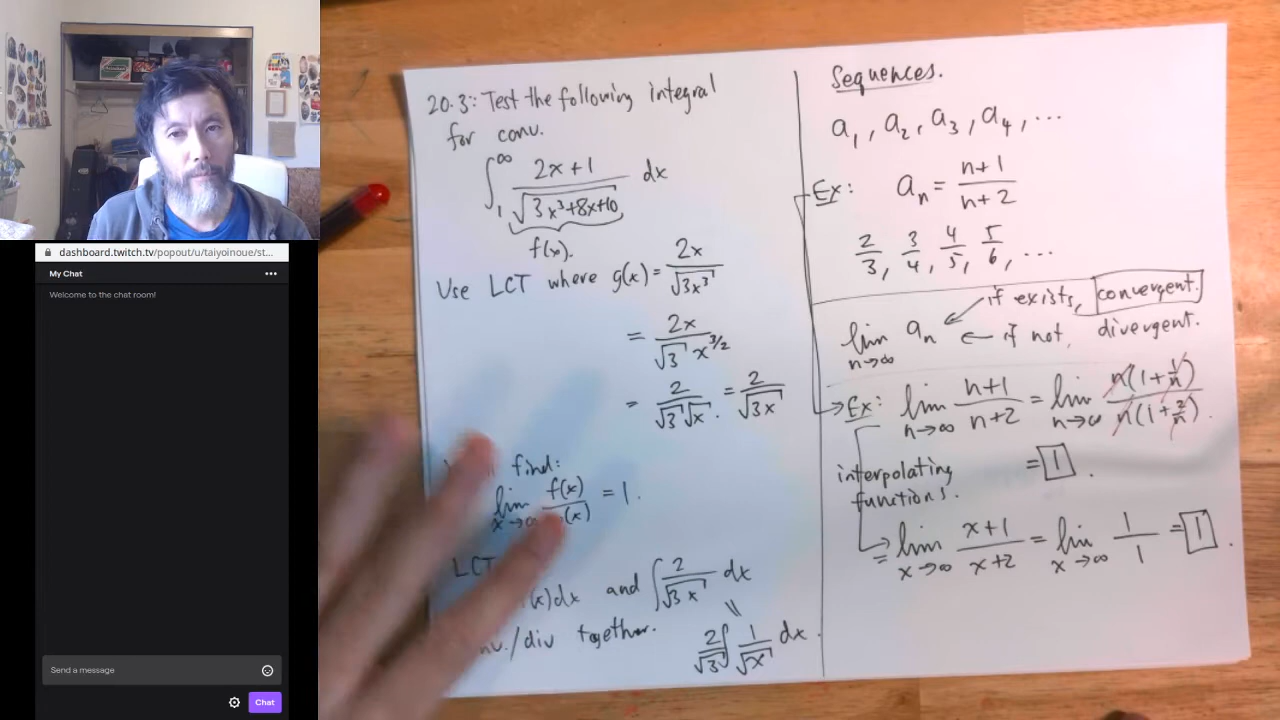 dashboard.twitch.tv/popout/u/taiyoinoue/st...
My Chat
Welcome to the chat room!
Send a message
Chat
20.3: Test the following integral
for conv.
∫₁^∞ (2x+1)/√(3x³+8x+10) dx
f(x).
Use LCT where g(x) = 2x/√(3x³)
= 2x/(√3 x^(3/2))
= 2/(√3 √x) = 2/√(3x)
find:
lim f(x)/(x) = 1.
LCT
(x)dx and ∫ 2/√(3x) dx
/div together.
2/√3 ∫ 1/√x dx.
Sequences.
a₁, a₂, a₃, a₄, ...
Ex: aₙ = (n+1)/(n+2)
2/3, 3/4, 4/5, 5/6, ...
if exists, convergent.
lim n→∞ aₙ ← if not, divergent.
Ex: lim n→∞ (n+1)/(n+2) = lim n→∞ n(1+1/n)/n(1+2/n).
= 1.
interpolating
functions.
= lim x→∞ (x+1)/(x+2) = lim x→∞ 1/1 = 1.